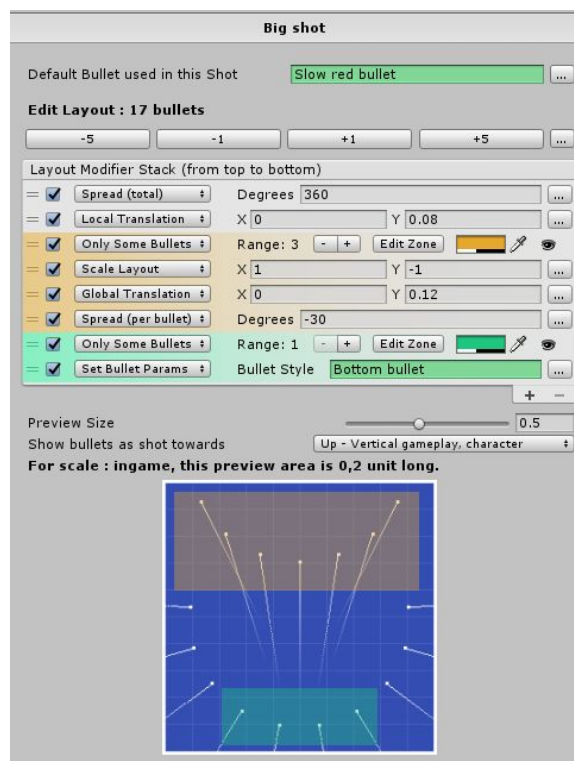 Big shot
Default Bullet used in this Shot Slow red bullet ...
Edit Layout : 17 bullets
-5 -1 +1 +5 ...
Layout Modifier Stack (from top to bottom)
Spread (total) Degrees 360 ...
Local Translation X 0 Y 0.08 ...
Only Some Bullets Range: 3 - + Edit Zone
Scale Layout X 1 Y -1 ...
Global Translation X 0 Y 0.12 ...
Spread (per bullet) Degrees -30 ...
Only Some Bullets Range: 1 - + Edit Zone
Set Bullet Params Bullet Style Bottom bullet ...
+ -
Preview Size 0.5
Show bullets as shot towards Up - Vertical gameplay, character
For scale : ingame, this preview area is 0,2 unit long.